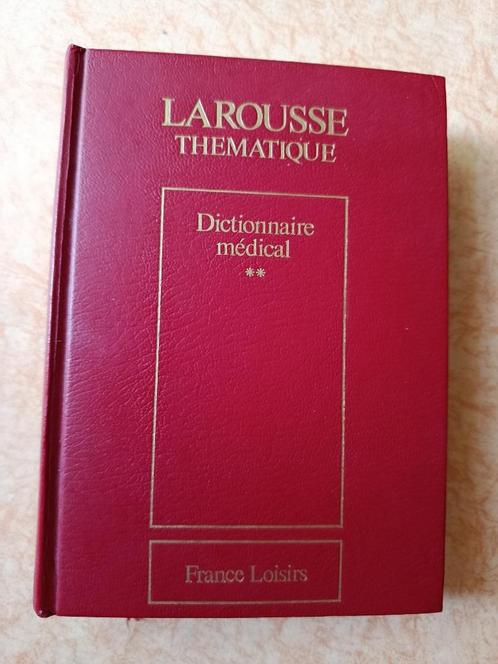 LAROUSSE
THEMATIQUE
Dictionnaire
médical
**
France Loisirs